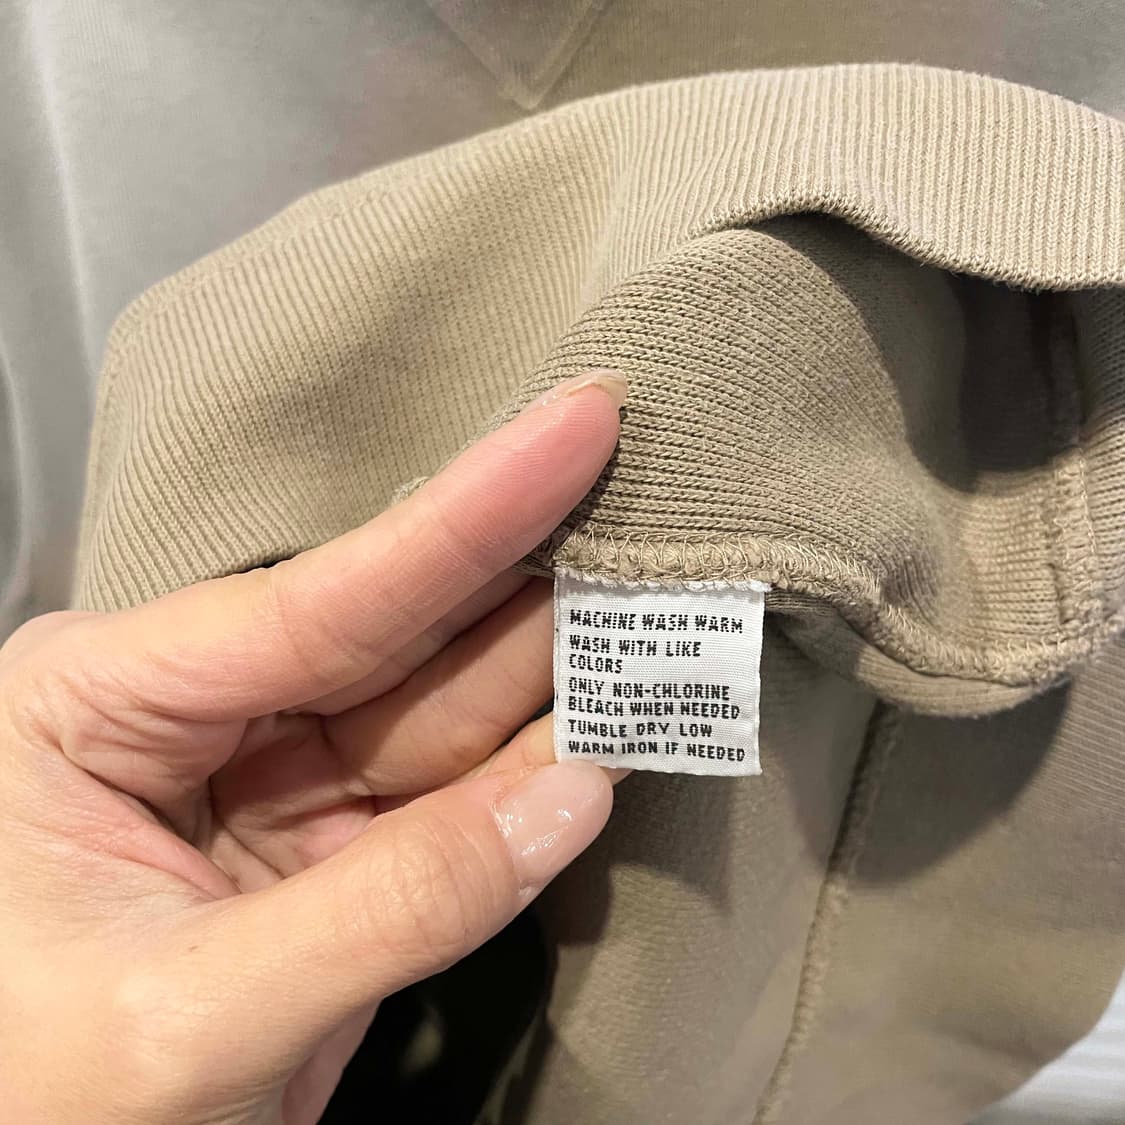 MACHINE WASH WARM
WASH WITH LIKE
COLORS
ONLY NON-CHLORINE
BLEACH WHEN NEEDED
TUMBLE DRY LOW
WARM IRON IF NEEDED